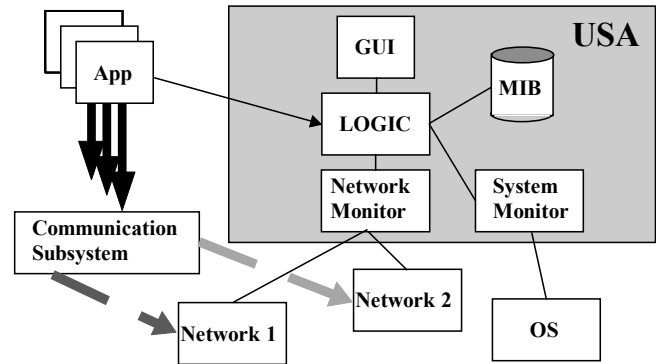 USA
GUI
App
MIB
LOGIC
Network
Monitor
System
Monitor
Communication
Subsystem
Network 2
Network 1
OS